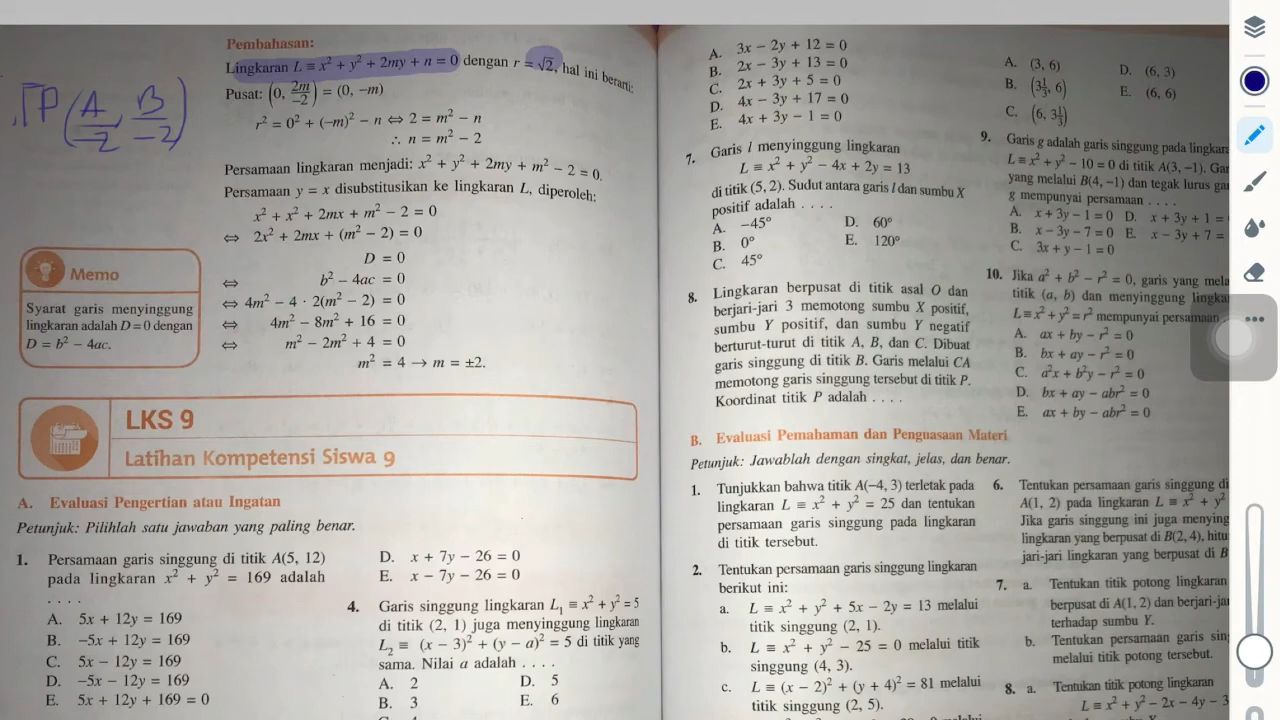 Pembahasan:
Lingkaran L ≡ x² + y² + 2my + n = 0 dengan r = √2, hal ini berarti:
Pusat: (0, 2m/−2) = (0, −m)
r² = 0² + (−m)² − n ⇔ 2 = m² − n
∴ n = m² − 2
Persamaan lingkaran menjadi: x² + y² + 2my + m² − 2 = 0.
Persamaan y = x disubstitusikan ke lingkaran L, diperoleh:
x² + x² + 2mx + m² − 2 = 0
⇔ 2x² + 2mx + (m² − 2) = 0
D = 0
⇔ b² − 4ac = 0
⇔ 4m² − 4 · 2(m² − 2) = 0
⇔ 4m² − 8m² + 16 = 0
⇔ m² − 2m² + 4 = 0
m² = 4 → m = ±2.
P(A/−2, B/−2)
Memo
Syarat garis menyinggung
lingkaran adalah D = 0 dengan
D = b² − 4ac.
LKS 9
Latihan Kompetensi Siswa 9
A. Evaluasi Pengertian atau Ingatan
Petunjuk: Pilihlah satu jawaban yang paling benar.
1. Persamaan garis singgung di titik A(5, 12)
pada lingkaran x² + y² = 169 adalah
. . . .
A. 5x + 12y = 169
B. −5x + 12y = 169
C. 5x − 12y = 169
D. −5x − 12y = 169
E. 5x + 12y + 169 = 0
D. x + 7y − 26 = 0
E. x − 7y − 26 = 0
4. Garis singgung lingkaran L₁ ≡ x² + y² = 5
di titik (2, 1) juga menyinggung lingkaran
L₂ ≡ (x − 3)² + (y − a)² = 5 di titik yang
sama. Nilai a adalah . . . .
A. 2
B. 3
D. 5
E. 6
A. 3x − 2y + 12 = 0
B. 2x − 3y + 13 = 0
C. 2x + 3y + 5 = 0
D. 4x − 3y + 17 = 0
E. 4x + 3y − 1 = 0
7. Garis l menyinggung lingkaran
L ≡ x² + y² − 4x + 2y = 13
di titik (5, 2). Sudut antara garis l dan sumbu X
positif adalah . . . .
A. −45°
B. 0°
C. 45°
D. 60°
E. 120°
8. Lingkaran berpusat di titik asal O dan
berjari-jari 3 memotong sumbu X positif,
sumbu Y positif, dan sumbu Y negatif
berturut-turut di titik A, B, dan C. Dibuat
garis singgung di titik B. Garis melalui CA
memotong garis singgung tersebut di titik P.
Koordinat titik P adalah . . . .
A. (3, 6)
B. (3⅓, 6)
C. (6, 3⅓)
D. (6, 3)
E. (6, 6)
9. Garis g adalah garis singgung pada lingkaran
L ≡ x² + y² − 10 = 0 di titik A(3, −1). Gar
yang melalui B(4, −1) dan tegak lurus ga
g mempunyai persamaan . . . .
A. x + 3y − 1 = 0 D. x + 3y + 1 =
B. x − 3y − 7 = 0 E. x − 3y + 7 =
C. 3x + y − 1 = 0
10. Jika a² + b² − r² = 0, garis yang mela
titik (a, b) dan menyinggung lingka
L ≡ x² + y² = r² mempunyai persamaan
A. ax + by − r² = 0
B. bx + ay − r² = 0
C. a²x + b²y − r² = 0
D. bx + ay − abr² = 0
E. ax + by − abr² = 0
B. Evaluasi Pemahaman dan Penguasaan Materi
Petunjuk: Jawablah dengan singkat, jelas, dan benar.
1. Tunjukkan bahwa titik A(−4, 3) terletak pada
lingkaran L ≡ x² + y² = 25 dan tentukan
persamaan garis singgung pada lingkaran
di titik tersebut.
2. Tentukan persamaan garis singgung lingkaran
berikut ini:
a. L ≡ x² + y² + 5x − 2y = 13 melalui
titik singgung (2, 1).
b. L ≡ x² + y² − 25 = 0 melalui titik
singgung (4, 3).
c. L ≡ (x − 2)² + (y + 4)² = 81 melalui
titik singgung (2, 5).
6. Tentukan persamaan garis singgung di
A(1, 2) pada lingkaran L ≡ x² + y²
Jika garis singgung ini juga menying
lingkaran yang berpusat di B(2, 4), hitu
jari-jari lingkaran yang berpusat di B
7. a. Tentukan titik potong lingkaran
berpusat di A(1, 2) dan berjari-jar
terhadap sumbu Y.
b. Tentukan persamaan garis sin
melalui titik potong tersebut.
8. a. Tentukan titik potong lingkaran
L ≡ x² + y² − 2x − 4y − 3